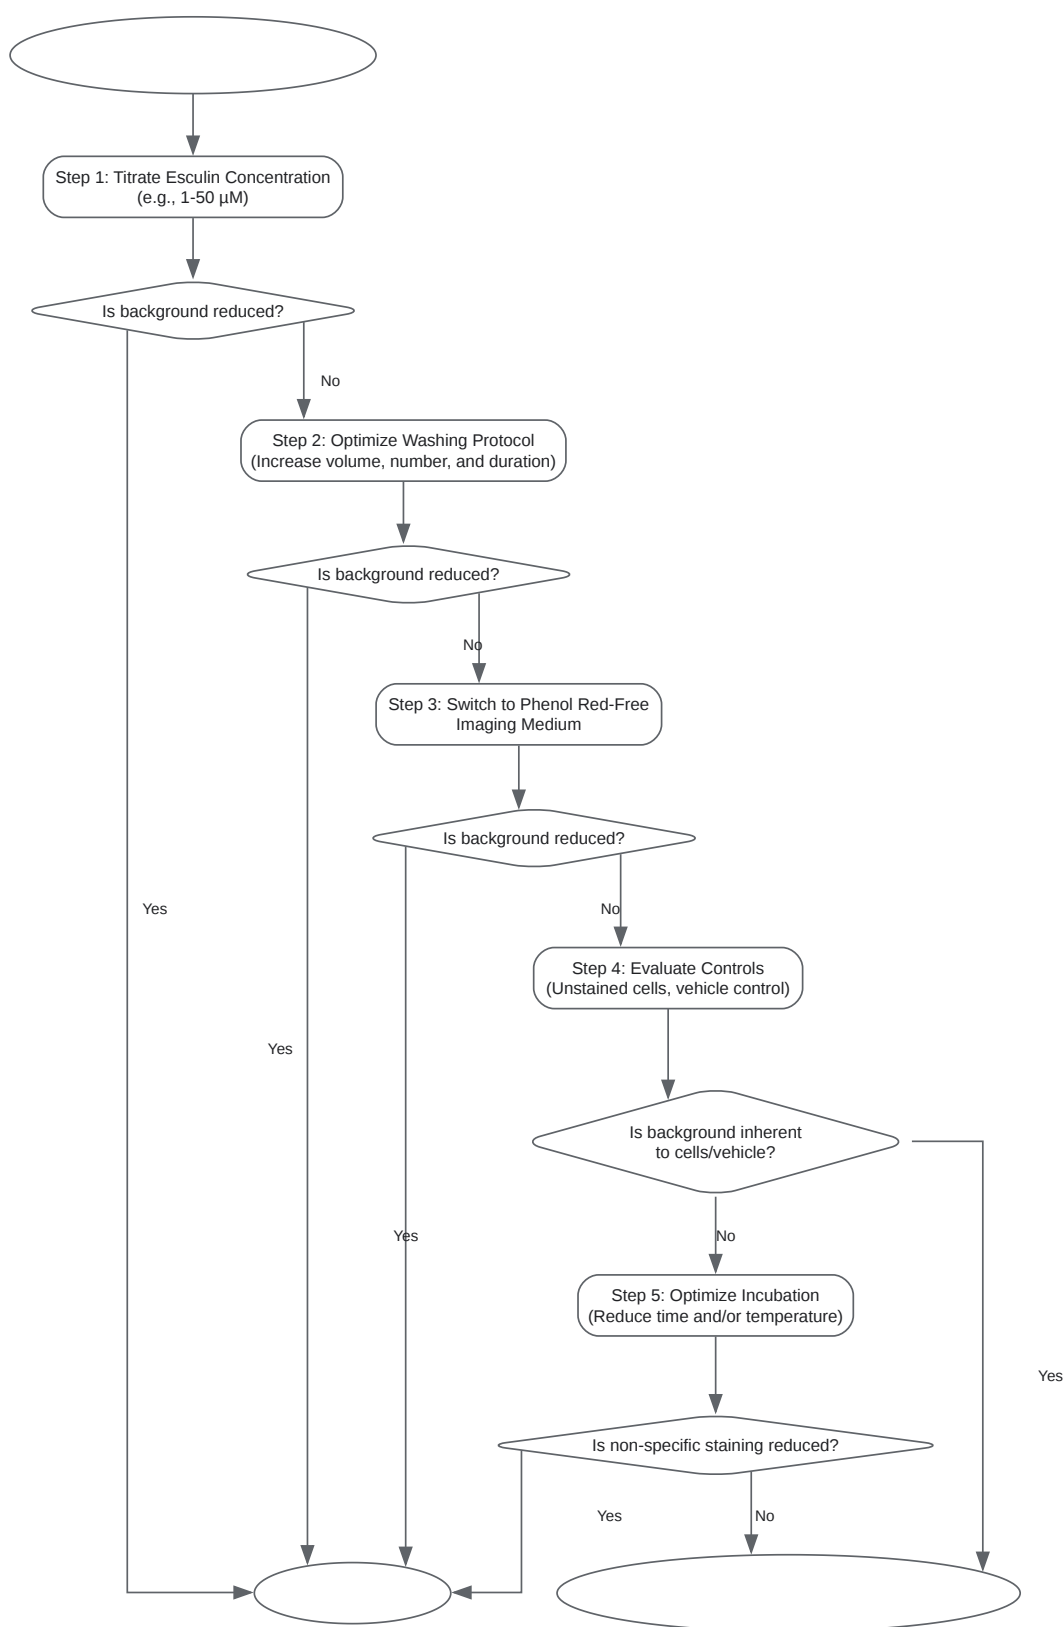 Step 1: Titrate Esculin Concentration
(e.g., 1-50 µM)
Is background reduced?
No
Step 2: Optimize Washing Protocol
(Increase volume, number, and duration)
Is background reduced?
No
Step 3: Switch to Phenol Red-Free
Imaging Medium
Is background reduced?
Yes
No
Step 4: Evaluate Controls
(Unstained cells, vehicle control)
Yes
Is background inherent
to cells/vehicle?
Yes
No
Step 5: Optimize Incubation
(Reduce time and/or temperature)
Yes
Is non-specific staining reduced?
Yes
No